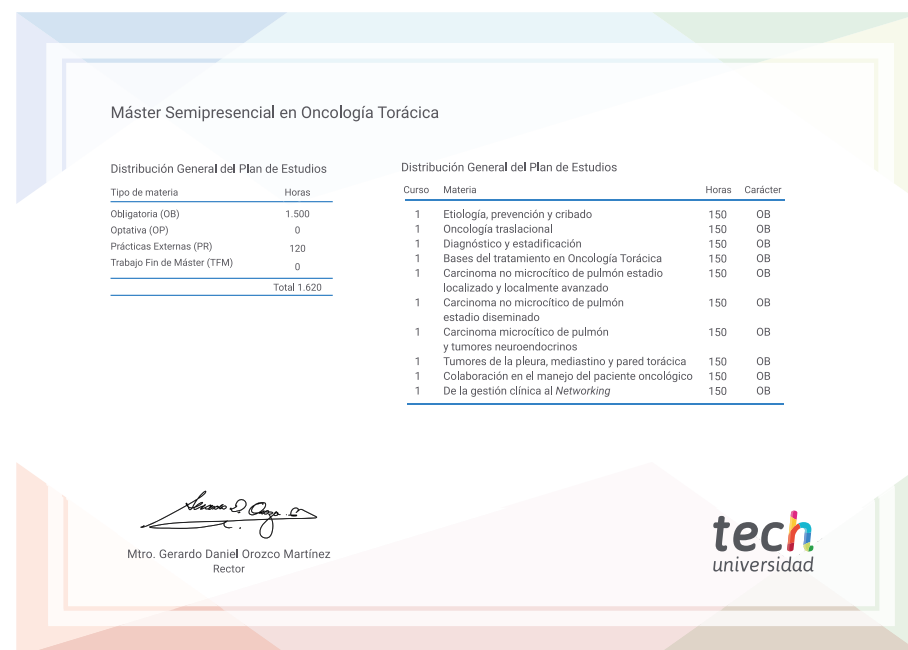 Máster Semipresencial en Oncología Torácica
Distribución General del Plan de Estudios
Tipo de materia Horas
Obligatoria (OB) 1.500
Optativa (OP) 0
Prácticas Externas (PR) 120
Trabajo Fin de Máster (TFM) 0
Total 1.620
Distribución General del Plan de Estudios
Curso Materia Horas Carácter
1 Etiología, prevención y cribado 150 OB
1 Oncología traslacional 150 OB
1 Diagnóstico y estadificación 150 OB
1 Bases del tratamiento en Oncología Torácica 150 OB
1 Carcinoma no microcítico de pulmón estadio 150 OB
localizado y localmente avanzado
1 Carcinoma no microcítico de pulmón 150 OB
estadio diseminado
1 Carcinoma microcítico de pulmón 150 OB
y tumores neuroendocrinos
1 Tumores de la pleura, mediastino y pared torácica 150 OB
1 Colaboración en el manejo del paciente oncológico 150 OB
1 De la gestión clínica al Networking 150 OB
Mtro. Gerardo Daniel Orozco Martínez
Rector
tech
universidad